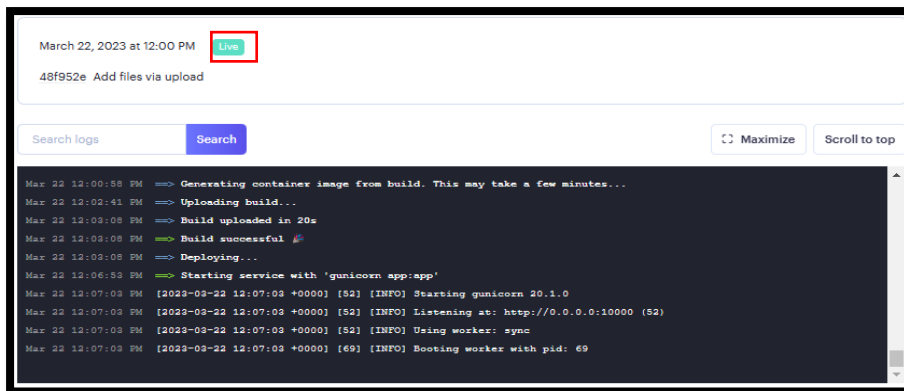 March 22, 2023 at 12:00 PM Live
48f952e Add files via upload
Search logs Search Maximize Scroll to top
Mar 22 12:00:58 PM ==> Generating container image from build. This may take a few minutes...
Mar 22 12:02:41 PM ==> Uploading build...
Mar 22 12:03:08 PM ==> Build uploaded in 20s
Mar 22 12:03:08 PM ==> Build successful 🎉
Mar 22 12:03:08 PM ==> Deploying...
Mar 22 12:06:53 PM ==> Starting service with 'gunicorn app:app'
Mar 22 12:07:03 PM [2023-03-22 12:07:03 +0000] [52] [INFO] Starting gunicorn 20.1.0
Mar 22 12:07:03 PM [2023-03-22 12:07:03 +0000] [52] [INFO] Listening at: http://0.0.0.0:10000 (52)
Mar 22 12:07:03 PM [2023-03-22 12:07:03 +0000] [52] [INFO] Using worker: sync
Mar 22 12:07:03 PM [2023-03-22 12:07:03 +0000] [69] [INFO] Booting worker with pid: 69